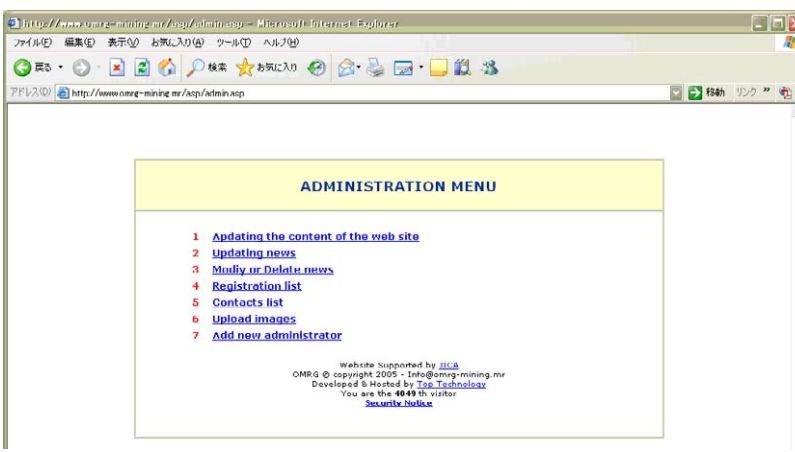 http://www.omrg-mining.mr/asp/admin.asp - Microsoft Internet Explorer
ファイル(F) 編集(E) 表示(V) お気に入り(A) ツール(T) ヘルプ(H)
戻る 検索 お気に入り
アドレス(D) http://www.omrg-mining.mr/asp/admin.asp 移動 リンク »
ADMINISTRATION MENU
1 Apdating the content of the web site
2 Updating news
3 Modiy or Delate news
4 Registration list
5 Contacts list
6 Upload images
7 Add new administrator
Website Supported by JICA
OMRG © copyright 2005 - Info@omrg-mining.mr
Developed & Hosted by Top Technology
You are the 4049 th visitor
Security Notice